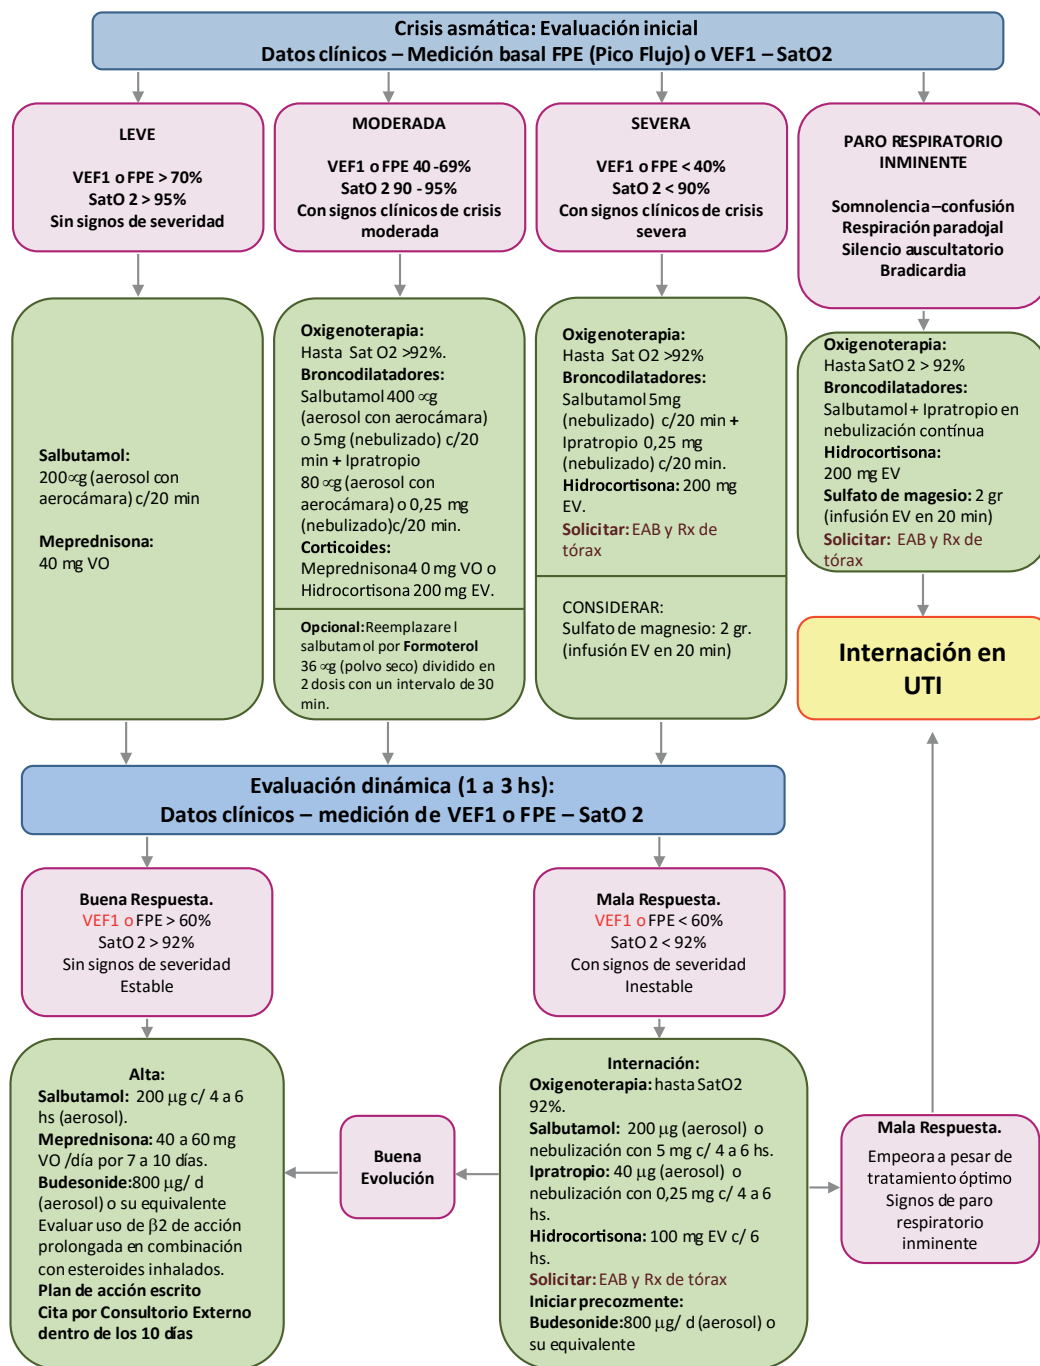 Crisis asmática: Evaluación inicial
Datos clínicos – Medición basal FPE (Pico Flujo) o VEF1 – SatO2
LEVE
VEF1 o FPE > 70%
SatO 2 > 95%
Sin signos de severidad
MODERADA
VEF1 o FPE 40 -69%
SatO 2 90 - 95%
Con signos clínicos de crisis
moderada
SEVERA
VEF1 o FPE < 40%
SatO 2 < 90%
Con signos clínicos de crisis
severa
PARO RESPIRATORIO
INMINENTE
Somnolencia –confusión
Respiración paradojal
Silencio auscultatorio
Bradicardia
Salbutamol:
200 ∝g (aerosol con
aerocámara) c/20 min
Meprednisona:
40 mg VO
Oxigenoterapia:
Hasta Sat O2 >92%.
Broncodilatadores:
Salbutamol 400 ∝g
(aerosol con aerocámara)
o 5mg (nebulizado) c/20
min + Ipratropio
80 ∝g (aerosol con
aerocámara) o 0,25 mg
(nebulizado)c/20 min.
Corticoides:
Meprednisona4 0 mg VO o
Hidrocortisona 200 mg EV.
Opcional: Reemplazare l
salbutamol por Formoterol
36 ∝g (polvo seco) dividido en
2 dosis con un intervalo de 30
min.
Oxigenoterapia:
Hasta Sat O2 >92%
Broncodilatadores:
Salbutamol 5mg
(nebulizado) c/20 min +
Ipratropio 0,25 mg
(nebulizado) c/20 min.
Hidrocortisona: 200 mg
EV.
Solicitar: EAB y Rx de
tórax
CONSIDERAR:
Sulfato de magnesio: 2 gr.
(infusión EV en 20 min)
Oxigenoterapia:
Hasta SatO 2 > 92%
Broncodilatadores:
Salbutamol + Ipratropio en
nebulización contínua
Hidrocortisona:
200 mg EV
Sulfato de magesio: 2 gr
(infusión EV en 20 min)
Solicitar: EAB y Rx de
tórax
Internación en
UTI
Evaluación dinámica (1 a 3 hs):
Datos clínicos – medición de VEF1 o FPE – SatO 2
Buena Respuesta.
VEF1 o FPE > 60%
SatO 2 > 92%
Sin signos de severidad
Estable
Mala Respuesta.
VEF1 o FPE < 60%
SatO 2 < 92%
Con signos de severidad
Inestable
Alta:
Salbutamol: 200 μg c/ 4 a 6
hs (aerosol).
Meprednisona: 40 a 60 mg
VO /día por 7 a 10 días.
Budesonide:800 μg/ d
(aerosol) o su equivalente
Evaluar uso de β2 de acción
prolongada en combinación
con esteroides inhalados.
Plan de acción escrito
Cita por Consultorio Externo
dentro de los 10 días
Buena
Evolución
Internación:
Oxigenoterapia: hasta SatO2
92%.
Salbutamol: 200 μg (aerosol) o
nebulización con 5 mg c/ 4 a 6 hs.
Ipratropio: 40 μg (aerosol) o
nebulización con 0,25 mg c/ 4 a 6
hs.
Hidrocortisona: 100 mg EV c/ 6
hs.
Solicitar: EAB y Rx de tórax
Iniciar precozmente:
Budesonide:800 μg/ d (aerosol) o
su equivalente
Mala Respuesta.
Empeora a pesar de
tratamiento óptimo
Signos de paro
respiratorio
inminente